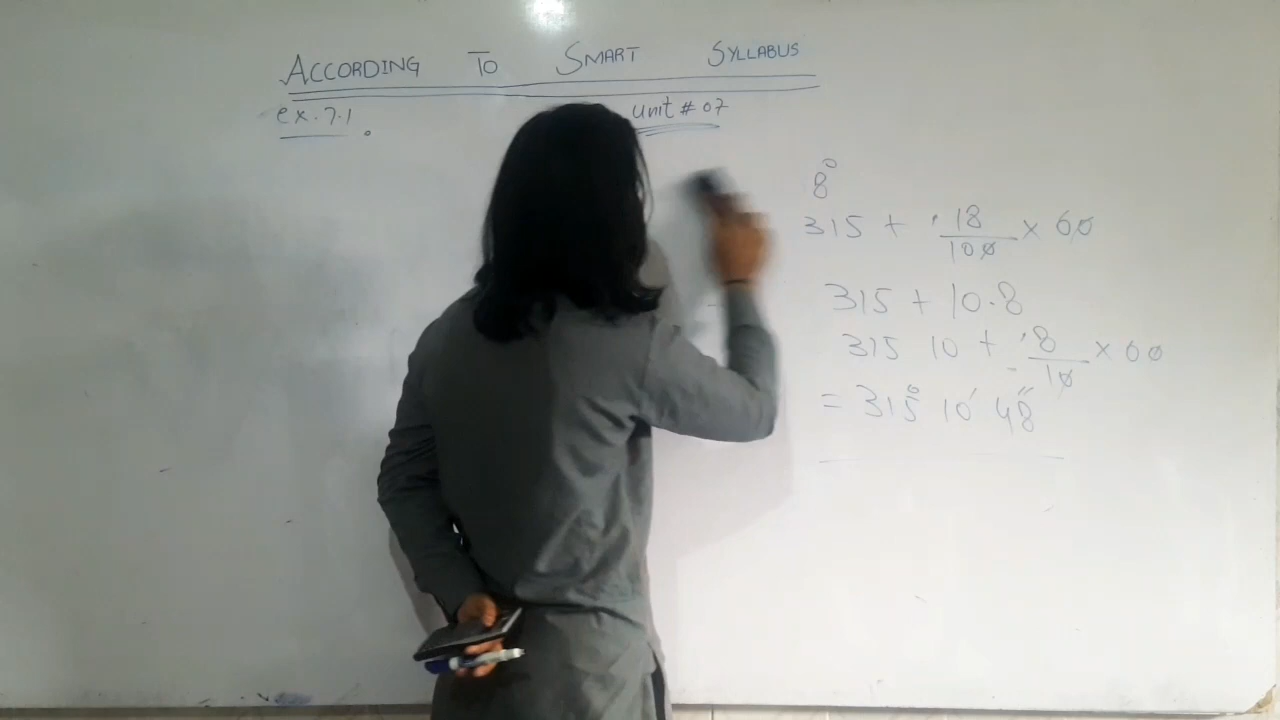 ACCORDING TO SMART SYLLABUS
ex. 7.1 unit # 07
8°
315 + 18/100 × 60
315 + 10.8
315 10 + 8/10 × 60
= 315° 10' 48"